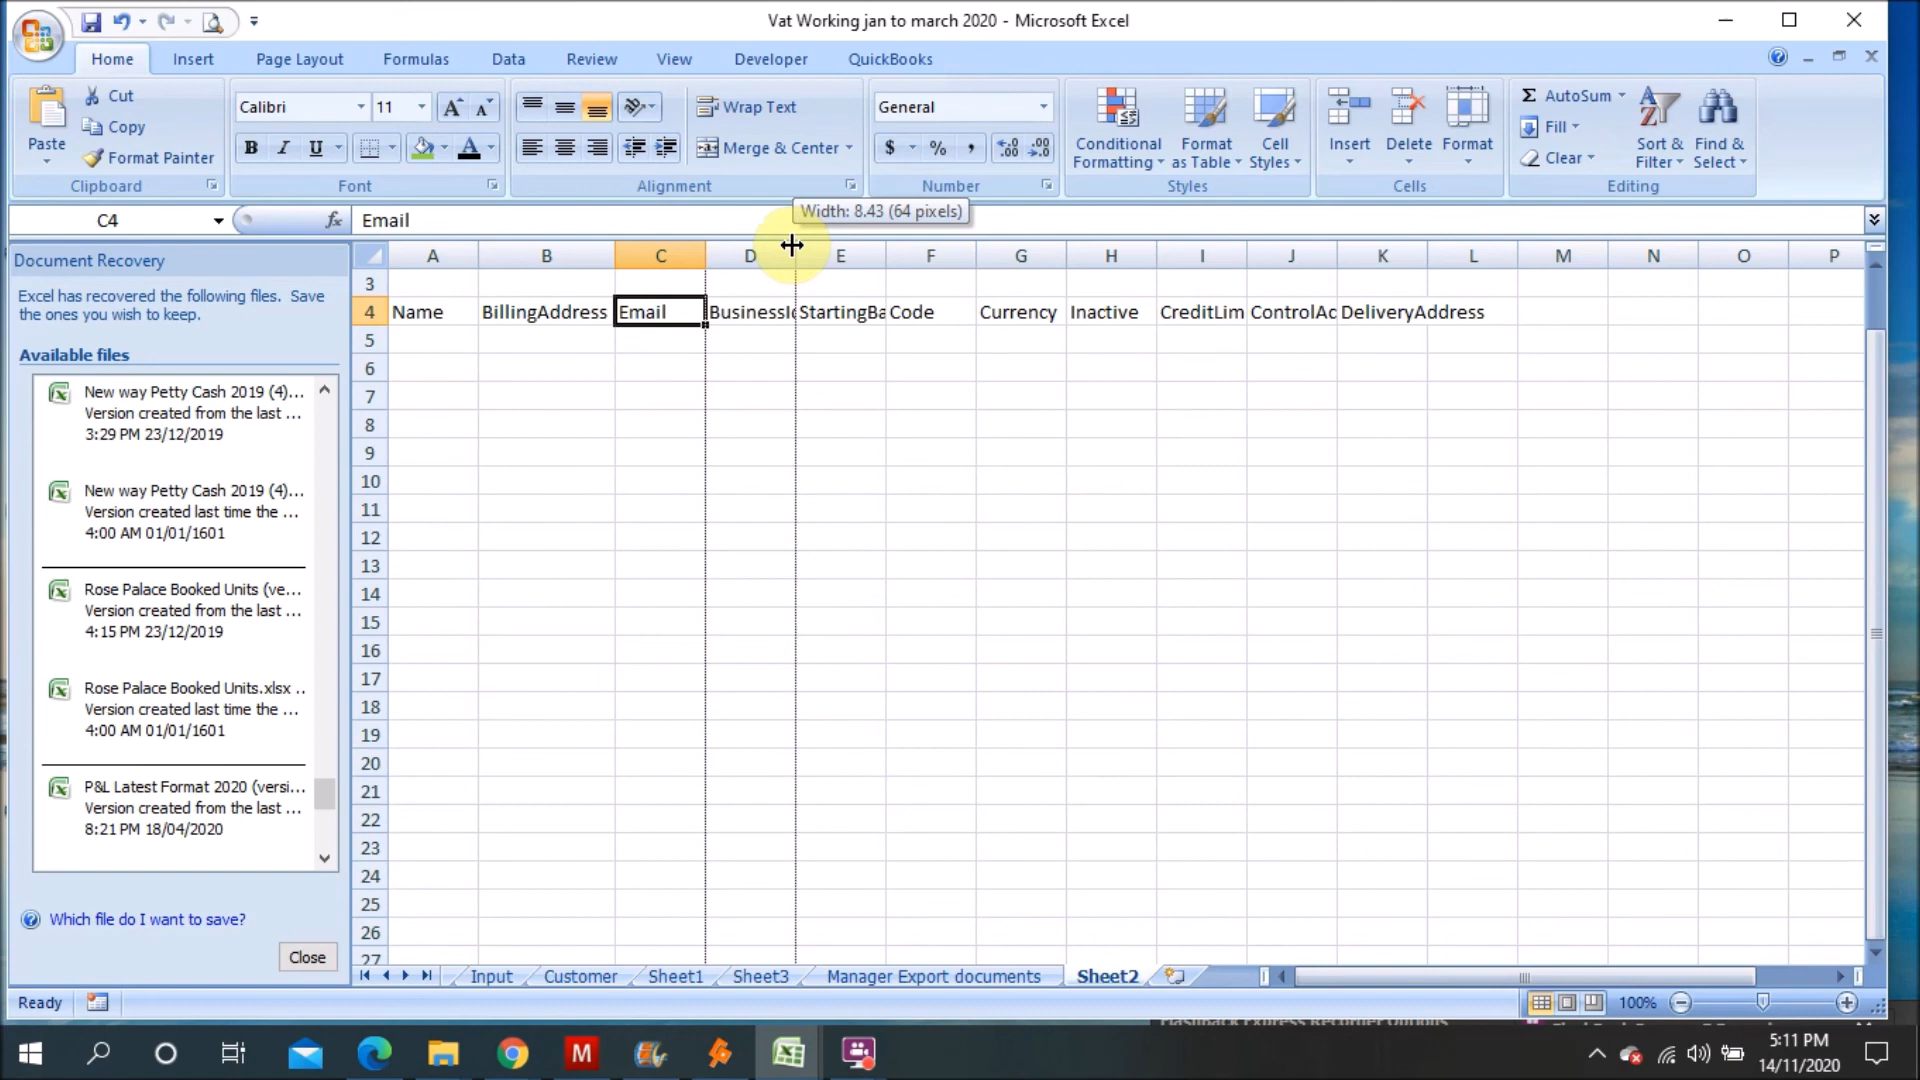 Vat Working jan to march 2020 - Microsoft Excel
Home Insert Page Layout Formulas Data Review View Developer QuickBooks
Paste
Cut
Copy
Format Painter
Clipboard
Calibri 11
B I U A
Font
Wrap Text
Merge & Center
Alignment
General
$ % ,
Number
Conditional Formatting
Format as Table
Cell Styles
Styles
Insert Delete Format
Cells
Σ AutoSum
Fill
Clear
Sort & Filter
Find & Select
Editing
C4 fx Email
Width: 8.43 (64 pixels)
Document Recovery
Excel has recovered the following files. Save
the ones you wish to keep.
Available files
New way Petty Cash 2019 (4)...
Version created from the last ...
3:29 PM 23/12/2019
New way Petty Cash 2019 (4)...
Version created last time the ...
4:00 AM 01/01/1601
Rose Palace Booked Units (ve...
Version created from the last ...
4:15 PM 23/12/2019
Rose Palace Booked Units.xlsx ..
Version created last time the ...
4:00 AM 01/01/1601
P&L Latest Format 2020 (versi...
Version created from the last ...
8:21 PM 18/04/2020
Which file do I want to save?
Close
A B C D E F G H I J K L M N O P
3
4 Name BillingAddress Email BusinessIc StartingBa Code Currency Inactive CreditLim ControlAc DeliveryAddress
5
6
7
8
9
10
11
12
13
14
15
16
17
18
19
20
21
22
23
24
25
26
27
Input Customer Sheet1 Sheet3 Manager Export documents Sheet2
Ready 100%
5:11 PM
14/11/2020